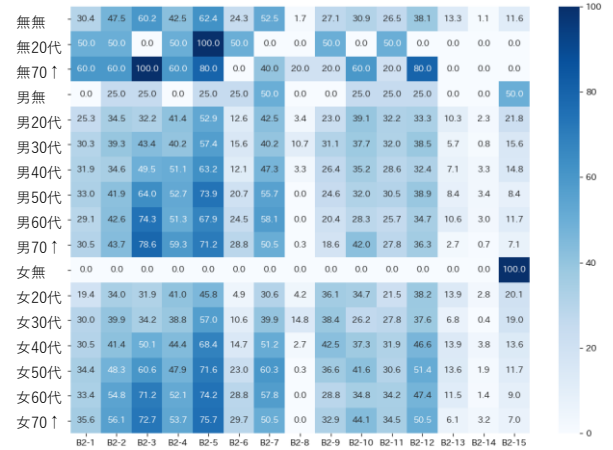 無無 30.4 47.5 60.2 42.5 62.4 24.3 52.5 1.7 27.1 30.9 26.5 38.1 13.3 1.1 11.6
無20代 50.0 50.0 0.0 50.0 100.0 50.0 0.0 0.0 50.0 0.0 50.0 0.0 0.0 0.0 0.0
無70↑ 60.0 60.0 100.0 60.0 80.0 0.0 40.0 20.0 20.0 60.0 20.0 80.0 0.0 0.0 0.0
男無 0.0 25.0 25.0 0.0 25.0 25.0 50.0 0.0 0.0 25.0 25.0 25.0 0.0 0.0 50.0
男20代 25.3 34.5 32.2 41.4 52.9 12.6 42.5 3.4 23.0 39.1 32.2 33.3 10.3 2.3 21.8
男30代 30.3 39.3 43.4 40.2 57.4 15.6 40.2 10.7 31.1 37.7 32.0 38.5 5.7 0.8 15.6
男40代 31.9 34.6 49.5 51.1 63.2 12.1 47.3 3.3 26.4 35.2 28.6 32.4 7.1 3.3 14.8
男50代 33.0 41.9 64.0 52.7 73.9 20.7 55.7 0.0 24.6 32.0 30.5 38.9 8.4 3.4 8.4
男60代 29.1 42.6 74.3 51.3 67.9 24.5 58.1 0.0 20.4 28.3 25.7 34.7 10.6 3.0 11.7
男70↑ 30.5 43.7 78.6 59.3 71.2 28.8 50.5 0.3 18.6 42.0 27.8 36.3 2.7 0.7 7.1
女無 0.0 0.0 0.0 0.0 0.0 0.0 0.0 0.0 0.0 0.0 0.0 0.0 0.0 0.0 100.0
女20代 19.4 34.0 31.9 41.0 45.8 4.9 30.6 4.2 36.1 34.7 21.5 38.2 13.9 2.8 20.1
女30代 30.0 39.9 34.2 38.8 57.0 10.6 39.9 14.8 38.4 26.2 27.8 37.6 6.8 0.4 19.0
女40代 30.5 41.4 50.1 44.4 68.4 14.7 51.2 2.7 42.5 37.3 31.9 46.6 13.9 3.8 13.6
女50代 34.4 48.3 60.6 47.9 71.6 23.0 60.3 0.3 36.6 41.6 30.6 51.4 13.6 1.9 11.7
女60代 33.4 54.8 71.2 52.1 74.2 28.8 57.8 0.0 28.8 34.8 34.2 47.4 11.5 1.4 9.0
女70↑ 35.6 56.1 72.7 53.7 75.7 29.7 50.5 0.0 32.9 44.1 34.5 50.5 6.1 3.2 7.0
B2-1 B2-2 B2-3 B2-4 B2-5 B2-6 B2-7 B2-8 B2-9 B2-10 B2-11 B2-12 B2-13 B2-14 B2-15
100
80
60
40
20
0